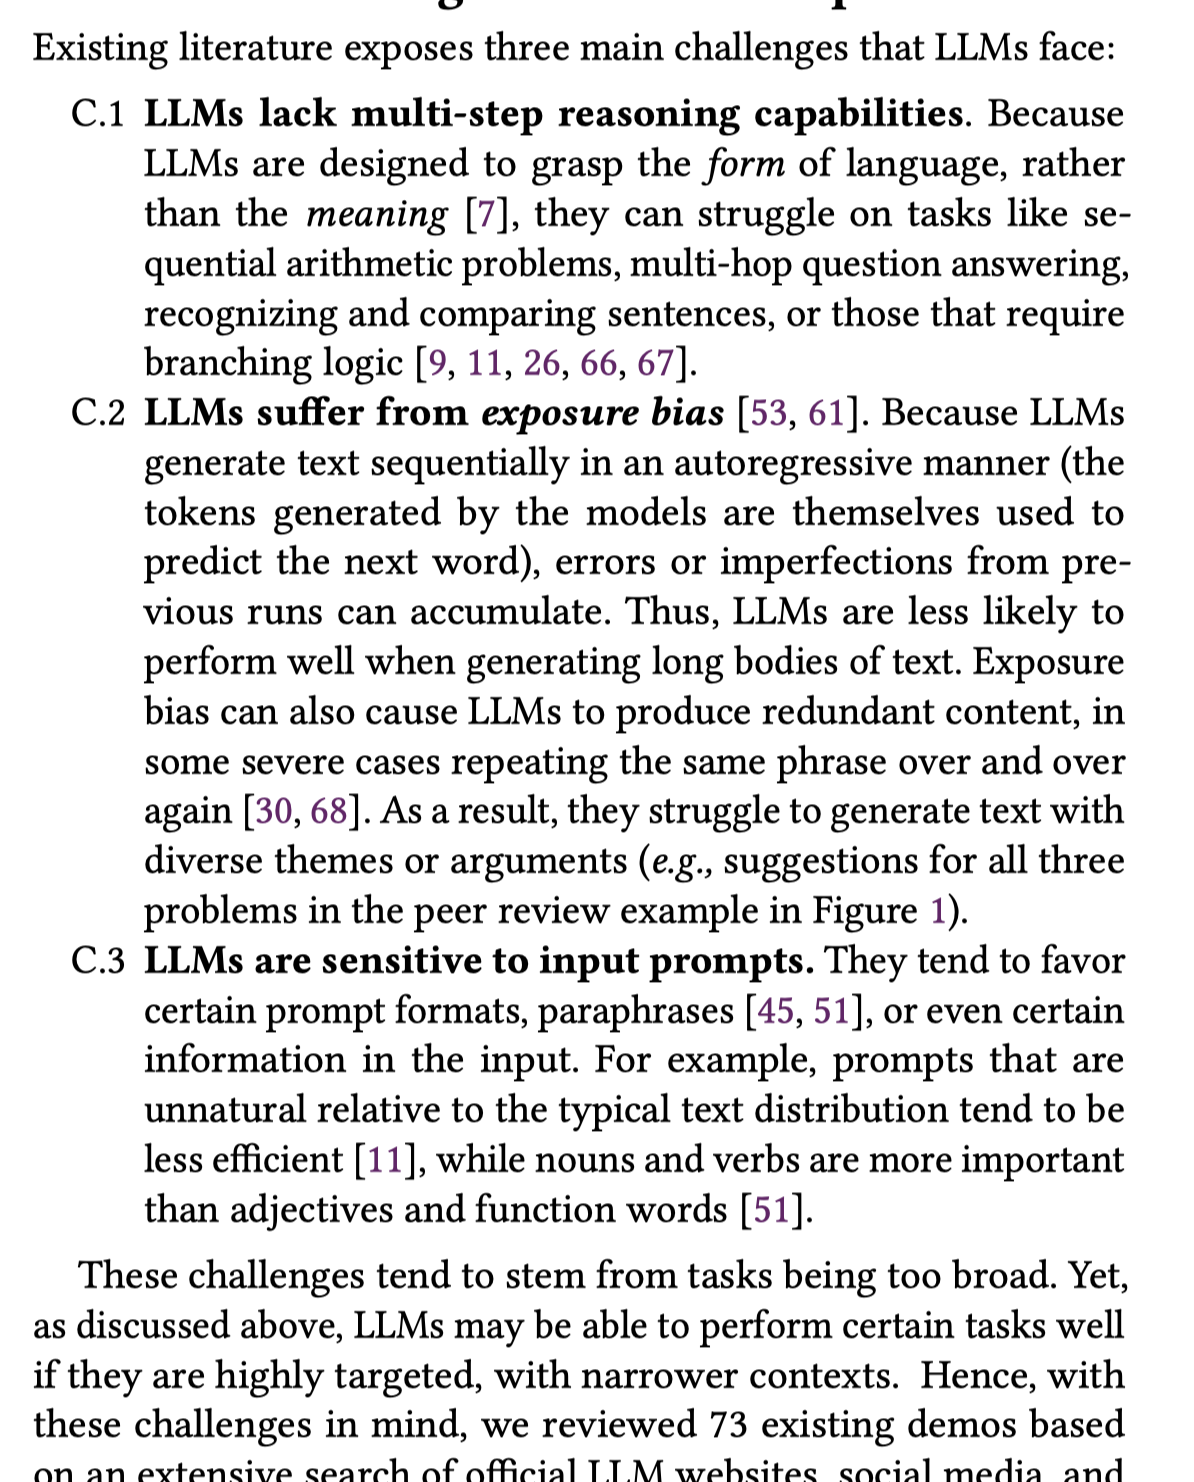 Existing literature exposes three main challenges that LLMs face:
C.1 LLMs lack multi-step reasoning capabilities. Because
LLMs are designed to grasp the form of language, rather
than the meaning [7], they can struggle on tasks like se-
quential arithmetic problems, multi-hop question answering,
recognizing and comparing sentences, or those that require
branching logic [9, 11, 26, 66, 67].
C.2 LLMs suffer from exposure bias [53, 61]. Because LLMs
generate text sequentially in an autoregressive manner (the
tokens generated by the models are themselves used to
predict the next word), errors or imperfections from pre-
vious runs can accumulate. Thus, LLMs are less likely to
perform well when generating long bodies of text. Exposure
bias can also cause LLMs to produce redundant content, in
some severe cases repeating the same phrase over and over
again [30, 68]. As a result, they struggle to generate text with
diverse themes or arguments (e.g., suggestions for all three
problems in the peer review example in Figure 1).
C.3 LLMs are sensitive to input prompts. They tend to favor
certain prompt formats, paraphrases [45, 51], or even certain
information in the input. For example, prompts that are
unnatural relative to the typical text distribution tend to be
less efficient [11], while nouns and verbs are more important
than adjectives and function words [51].
These challenges tend to stem from tasks being too broad. Yet,
as discussed above, LLMs may be able to perform certain tasks well
if they are highly targeted, with narrower contexts. Hence, with
these challenges in mind, we reviewed 73 existing demos based
on an extensive search of official LLM websites, social media, and